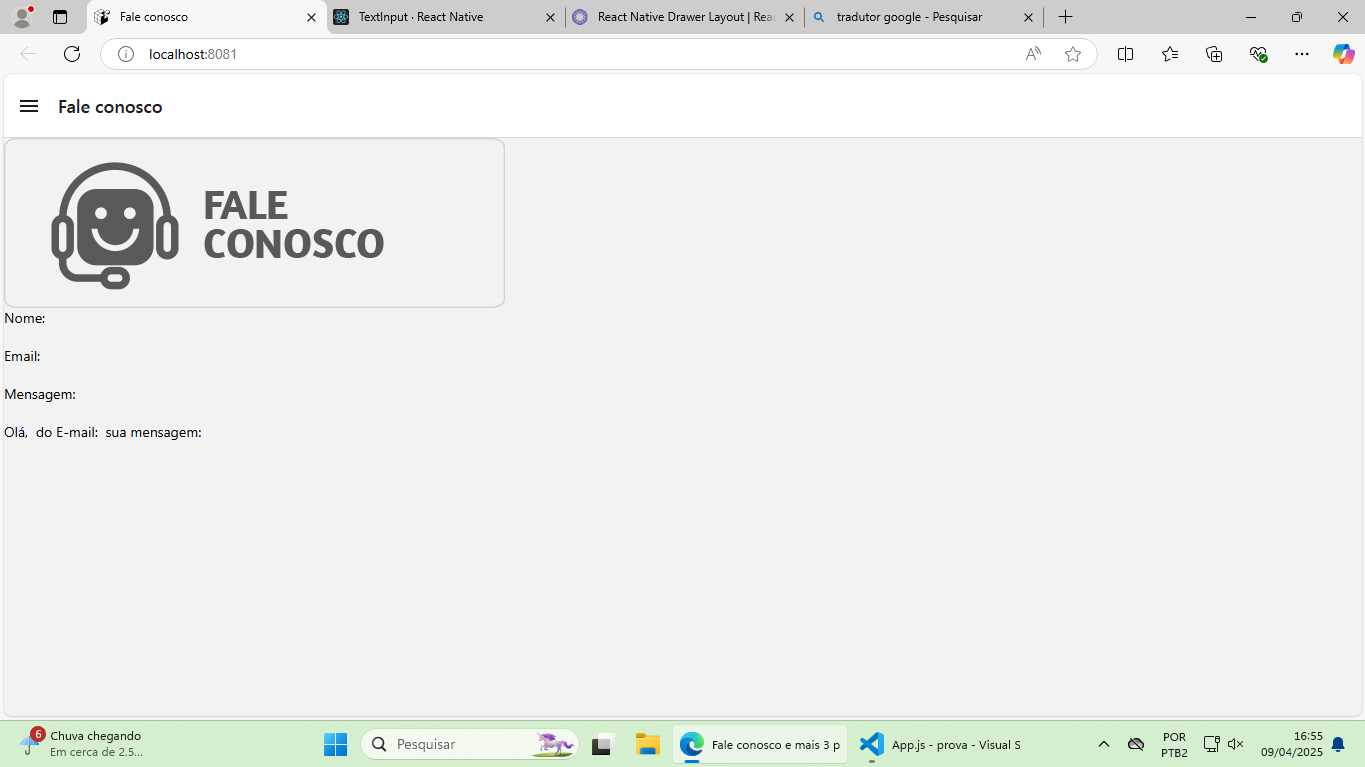 Fale conosco
TextInput · React Native
React Native Drawer Layout | Rea
tradutor google - Pesquisar
localhost:8081
Fale conosco
FALE
CONOSCO
Nome:
Email:
Mensagem:
Olá,  do E-mail:  sua mensagem:
6
Chuva chegando
Em cerca de 2.5...
Pesquisar
Fale conosco e mais 3 p
App.js - prova - Visual S
POR
PTB2
16:55
09/04/2025